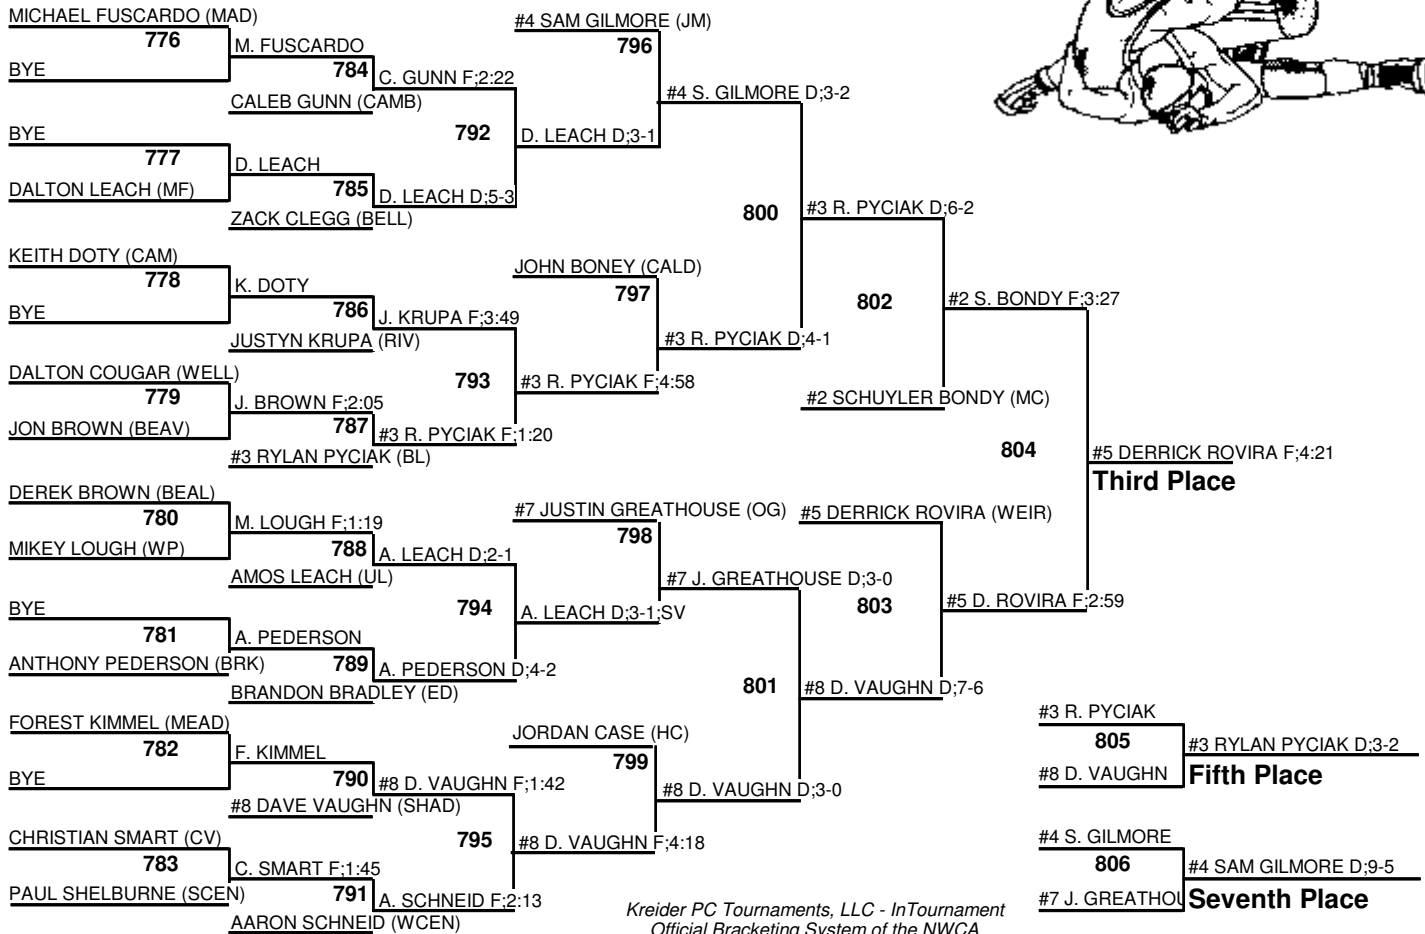 MICHAEL FUSCARDO (MAD)
776
BYE
M. FUSCARDO
784
CALEB GUNN (CAMB)
C. GUNN F;2:22
BYE
777
DALTON LEACH (MF)
D. LEACH
785
ZACK CLEGG (BELL)
D. LEACH D;5-3
792
D. LEACH D;3-1
#4 SAM GILMORE (JM)
796
#4 S. GILMORE D;3-2
KEITH DOTY (CAM)
778
BYE
K. DOTY
786
JUSTYN KRUPA (RIV)
J. KRUPA F;3:49
DALTON COUGAR (WELL)
779
JON BROWN (BEAV)
J. BROWN F;2:05
787
#3 RYLAN PYCIAK (BL)
#3 R. PYCIAK F;1:20
793
#3 R. PYCIAK F;4:58
JOHN BONEY (CALD)
797
#3 R. PYCIAK D;4-1
800
#3 R. PYCIAK D;6-2
802
#2 SCHUYLER BONDY (MC)
#2 S. BONDY F;3:27
DEREK BROWN (BEAL)
780
MIKEY LOUGH (WP)
M. LOUGH F;1:19
788
AMOS LEACH (UL)
A. LEACH D;2-1
BYE
781
ANTHONY PEDERSON (BRK)
A. PEDERSON
789
BRANDON BRADLEY (ED)
A. PEDERSON D;4-2
794
A. LEACH D;3-1;SV
#7 JUSTIN GREATHOUSE (OG)
798
#7 J. GREATHOUSE D;3-0
FOREST KIMMEL (MEAD)
782
BYE
F. KIMMEL
790
#8 DAVE VAUGHN (SHAD)
#8 D. VAUGHN F;1:42
CHRISTIAN SMART (CV)
783
PAUL SHELBURNE (SCEN)
C. SMART F;1:45
791
AARON SCHNEID (WCEN)
A. SCHNEID F;2:13
795
#8 D. VAUGHN F;4:18
JORDAN CASE (HC)
799
#8 D. VAUGHN D;3-0
801
#8 D. VAUGHN D;7-6
#5 DERRICK ROVIRA (WEIR)
803
#5 D. ROVIRA F;2:59
804
#5 DERRICK ROVIRA F;4:21
Third Place
#3 R. PYCIAK
805
#8 D. VAUGHN
#3 RYLAN PYCIAK D;3-2
Fifth Place
#4 S. GILMORE
806
#7 J. GREATHOU
#4 SAM GILMORE D;9-5
Seventh Place
Kreider PC Tournaments, LLC - InTournament
Official Bracketing System of the NWCA